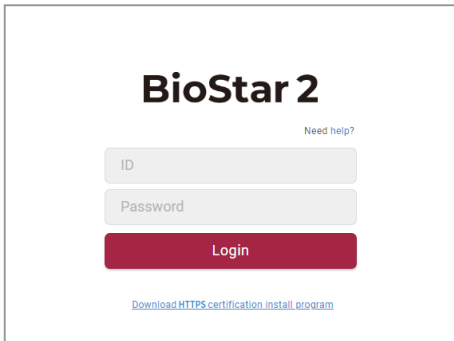 BioStar 2
Need help?
ID
Password
Login
Download HTTPS certification install program